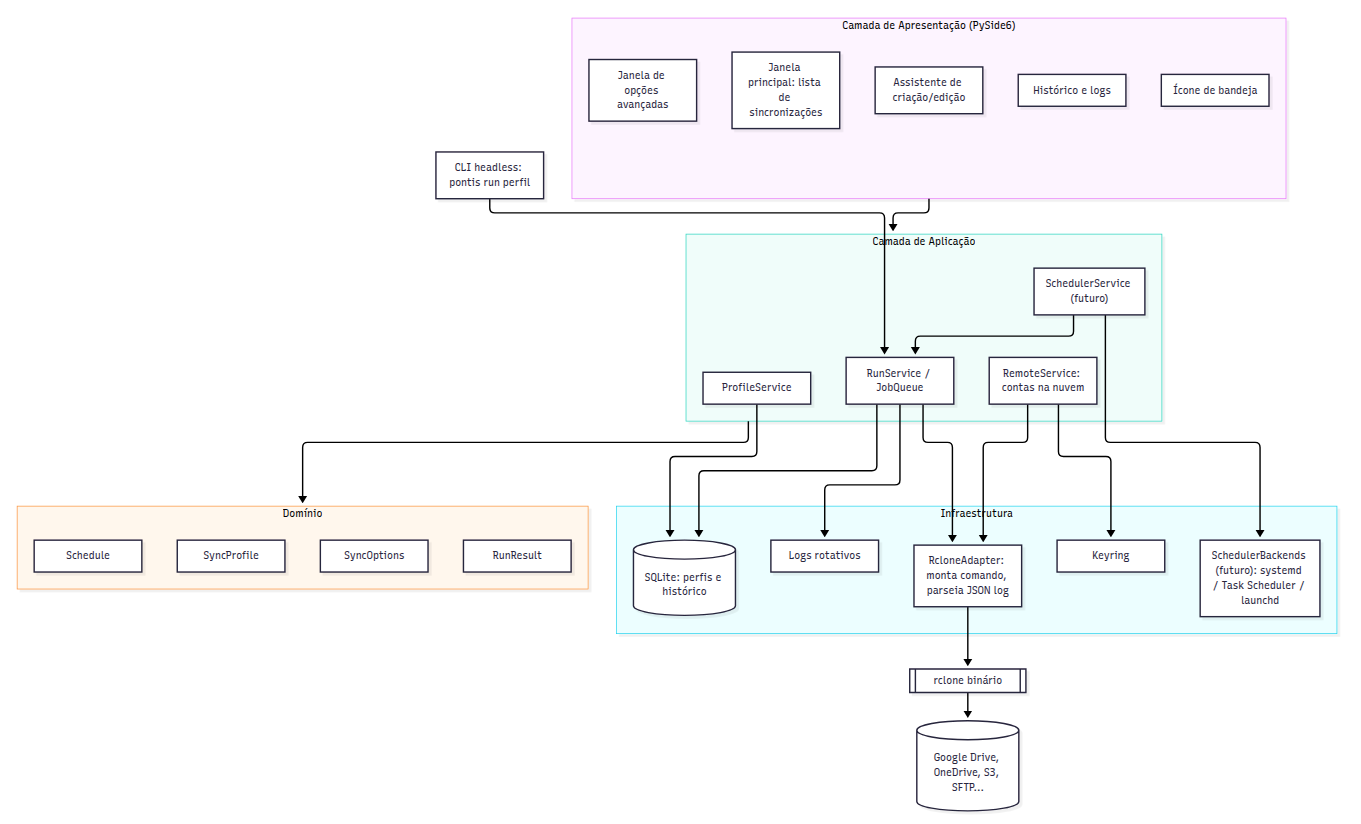 Camada de Apresentação (PySide6)
Janela de
opções
avançadas
Janela
principal: lista
de
sincronizações
Assistente de
criação/edição
Histórico e logs
Ícone de bandeja
CLI headless:
pontis run perfil
Camada de Aplicação
SchedulerService
(futuro)
ProfileService
RunService /
JobQueue
RemoteService:
contas na nuvem
Domínio
Schedule
SyncProfile
SyncOptions
RunResult
Infraestrutura
SQLite: perfis e
histórico
Logs rotativos
RcloneAdapter:
monta comando,
parseia JSON log
Keyring
SchedulerBackends
(futuro): systemd
/ Task Scheduler /
launchd
rclone binário
Google Drive,
OneDrive, S3,
SFTP...